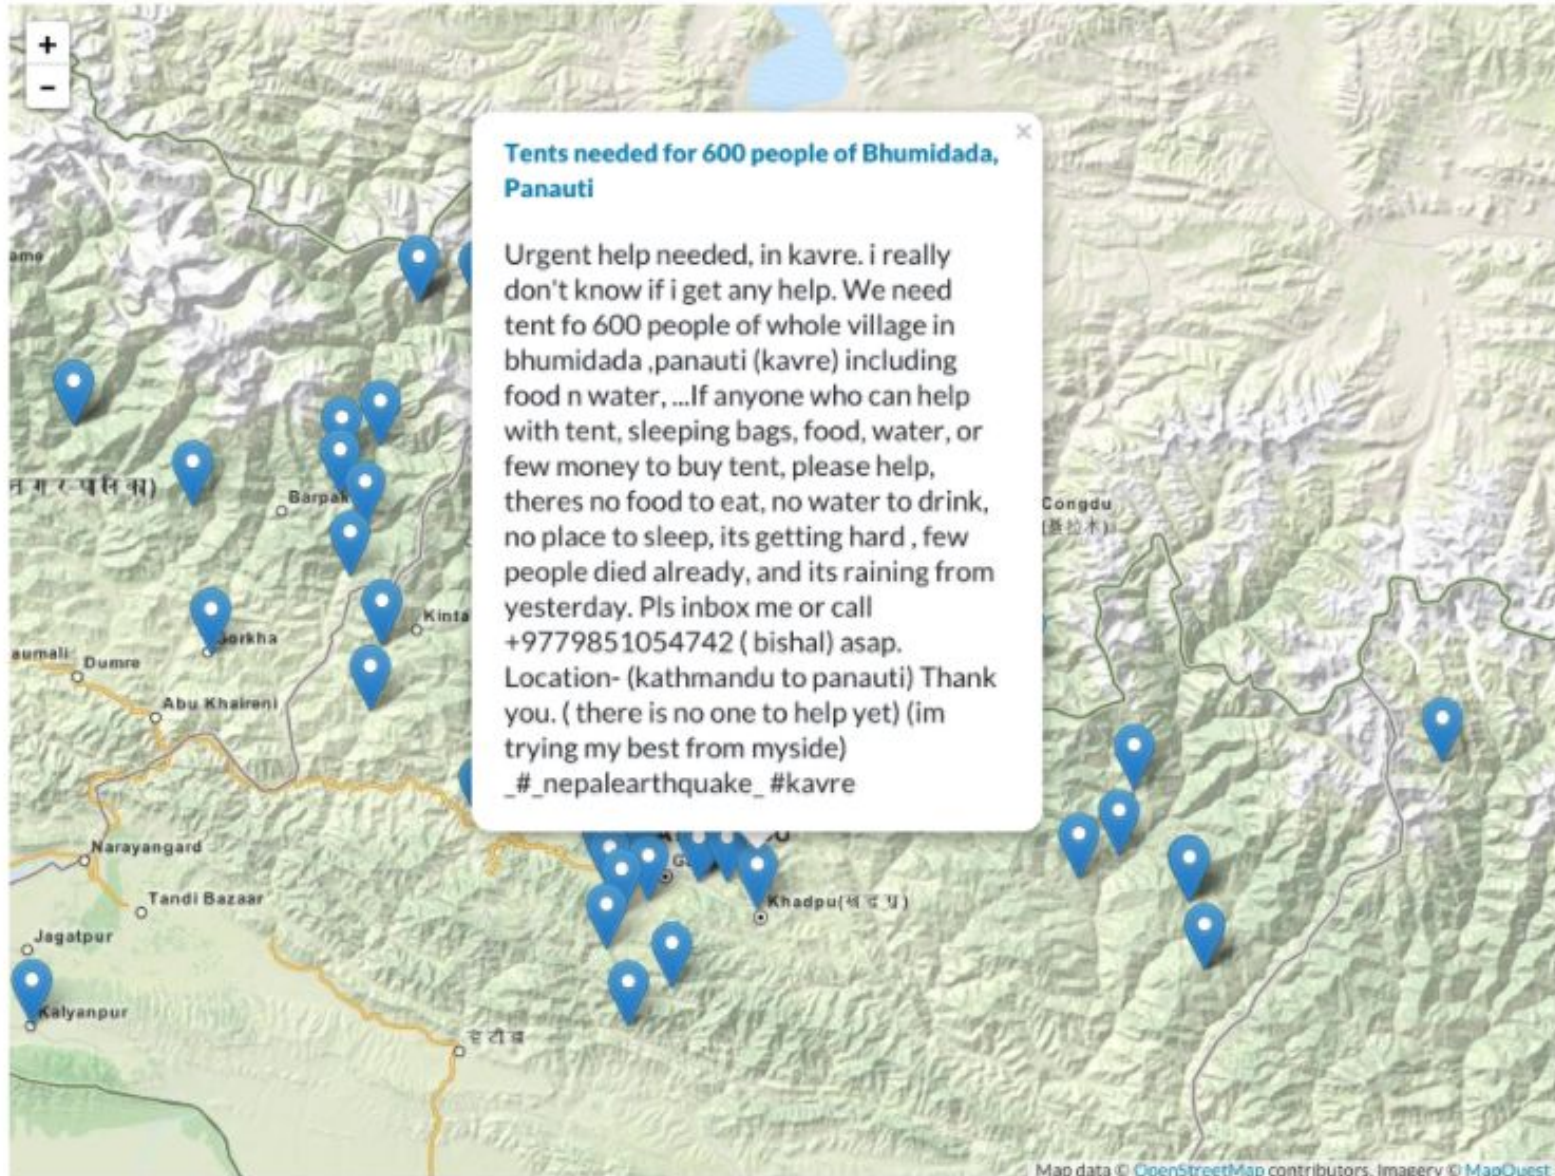 +
−
Tents needed for 600 people of Bhumidada,
Panauti
×
Urgent help needed, in kavre. i really
don't know if i get any help. We need
tent fo 600 people of whole village in
bhumidada ,panauti (kavre) including
food n water, ...If anyone who can help
with tent, sleeping bags, food, water, or
few money to buy tent, please help,
theres no food to eat, no water to drink,
no place to sleep, its getting hard , few
people died already, and its raining from
yesterday. Pls inbox me or call
+9779851054742 ( bishal) asap.
Location- (kathmandu to panauti) Thank
you. ( there is no one to help yet) (im
trying my best from myside)
_#_nepalearthquake_ #kavre
Barpak
Congdu
Kinta
Gorkha
aumali
Dumre
Abu Khaireni
Narayangard
Tandi Bazaar
Khadpu(
Jagatpur
Kalyanpur
Map data © OpenStreetMap contributors, Imagery © MapQuest